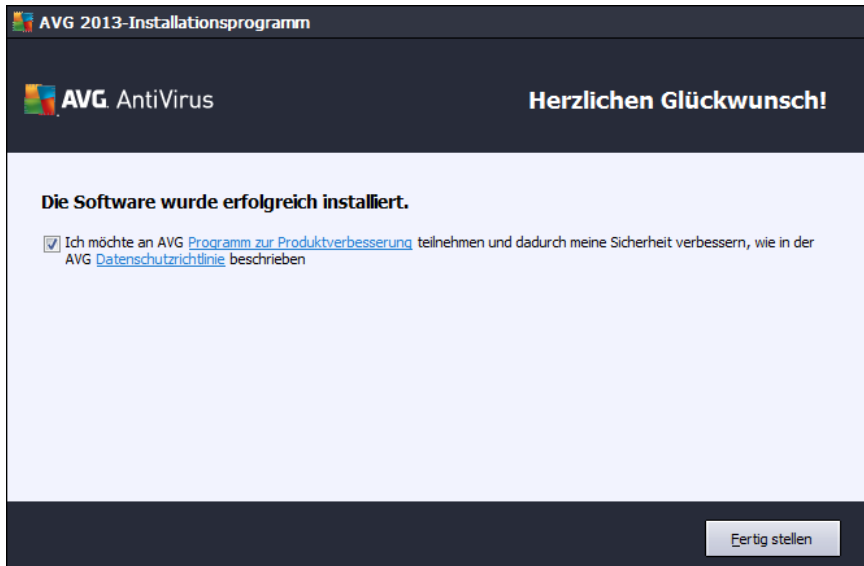 AVG 2013-Installationsprogramm
AVG. AntiVirus
Herzlichen Glückwunsch!
Die Software wurde erfolgreich installiert.
Ich möchte an AVG Programm zur Produktverbesserung teilnehmen und dadurch meine Sicherheit verbessern, wie in der
AVG Datenschutzrichtlinie beschrieben
Fertig stellen